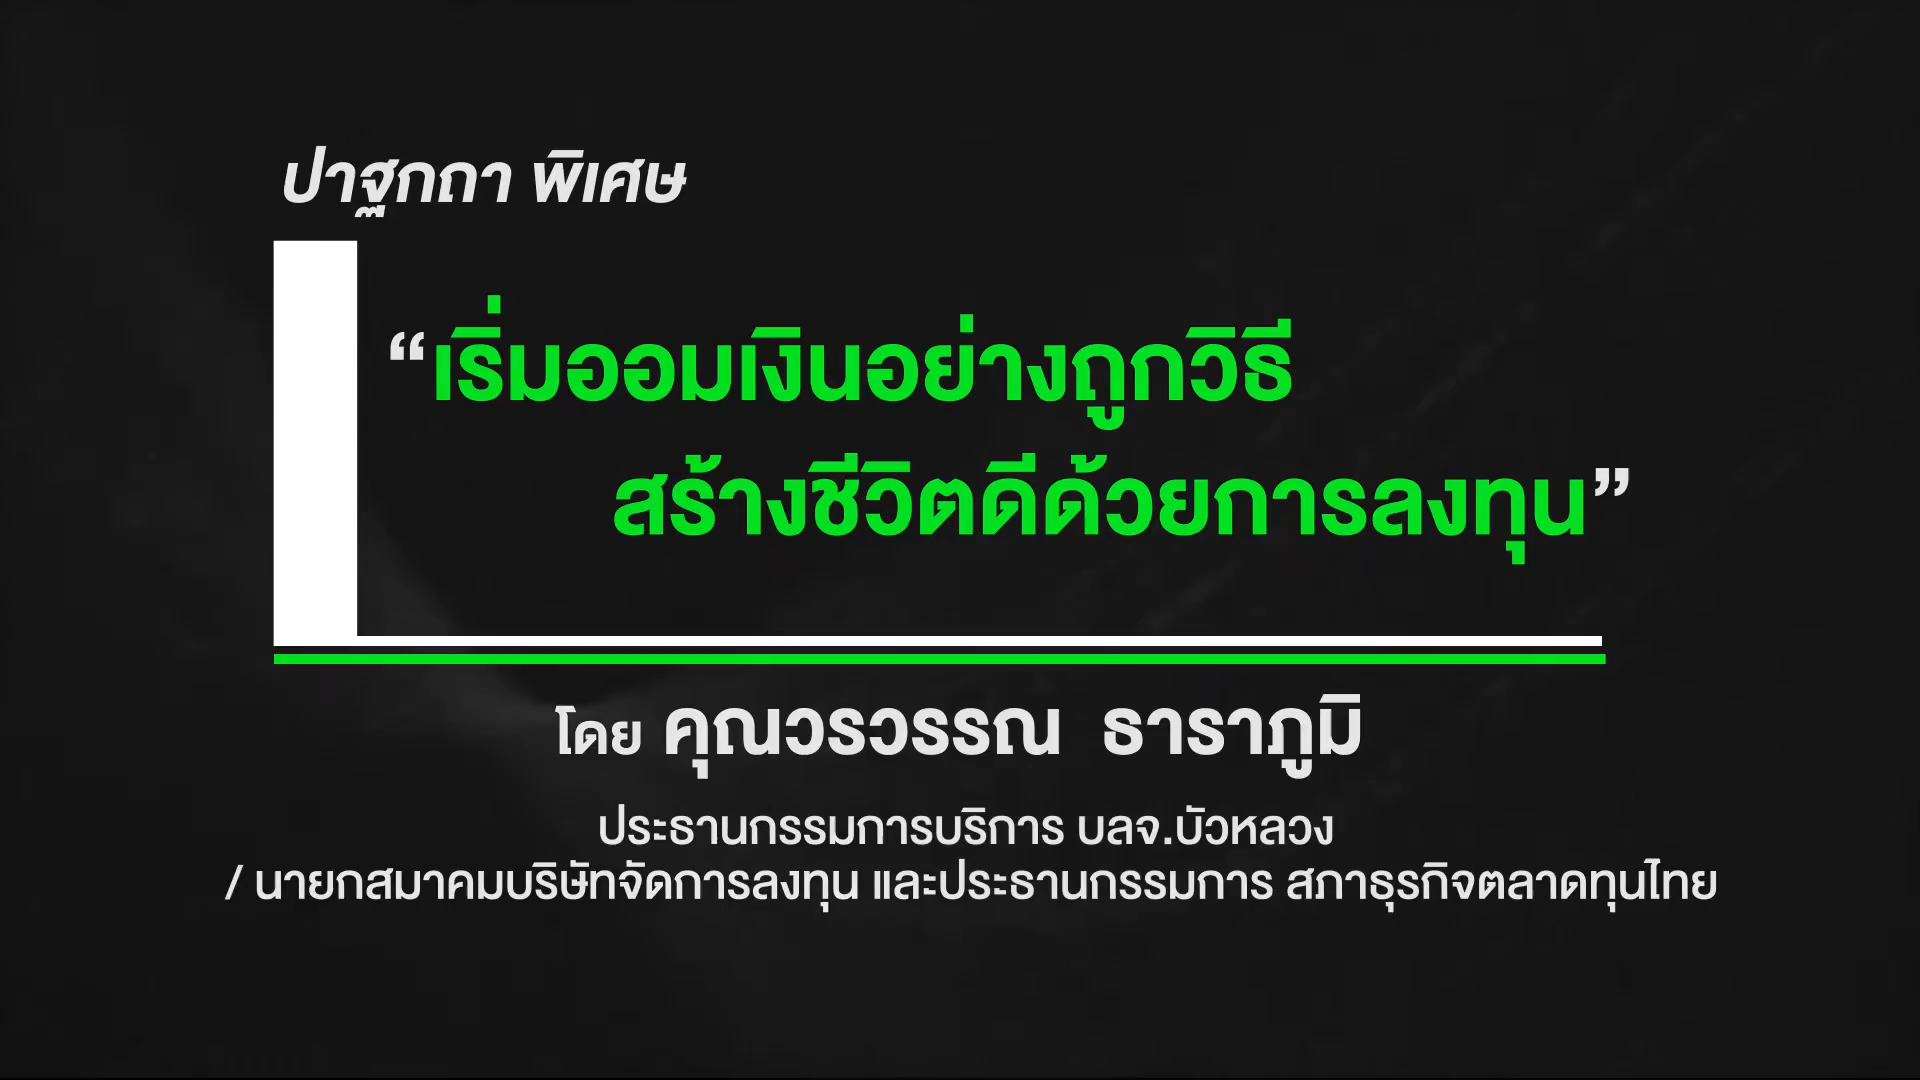 ปาฐกถา พิเศษ
“เริ่มออมเงินอย่างถูกวิธี
สร้างชีวิตดีด้วยการลงทุน”
โดย คุณวรวรรณ ธาราภูมิ
ประธานกรรมการบริการ บลจ.บัวหลวง
/ นายกสมาคมบริษัทจัดการลงทุน และประธานกรรมการ สภาธุรกิจตลาดทุนไทย